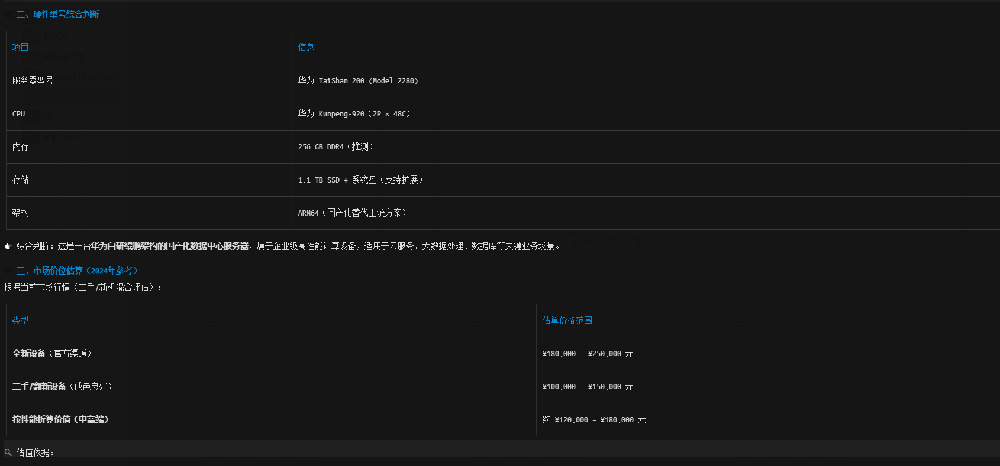 二、硬件型号综合判断
项目 信息
服务器型号 华为 TaiShan 200 (Model 2280)
CPU 华为 Kunpeng-920（2P × 48C）
内存 256 GB DDR4（推测）
存储 1.1 TB SSD + 系统盘（支持扩展）
架构 ARM64（国产化替代主流方案）
综合判断：这是一台华为自研鲲鹏架构的国产化数据中心服务器，属于企业级高性能计算设备，适用于云服务、大数据处理、数据库等关键业务场景。
三、市场价位估算（2024年参考）
根据当前市场行情（二手/新机混合评估）：
类型 估算价格范围
全新设备（官方渠道） ¥180,000 – ¥250,000 元
二手/翻新设备（成色良好） ¥100,000 – ¥150,000 元
按性能折算价值（中高端） 约 ¥120,000 – ¥180,000 元
估值依据：